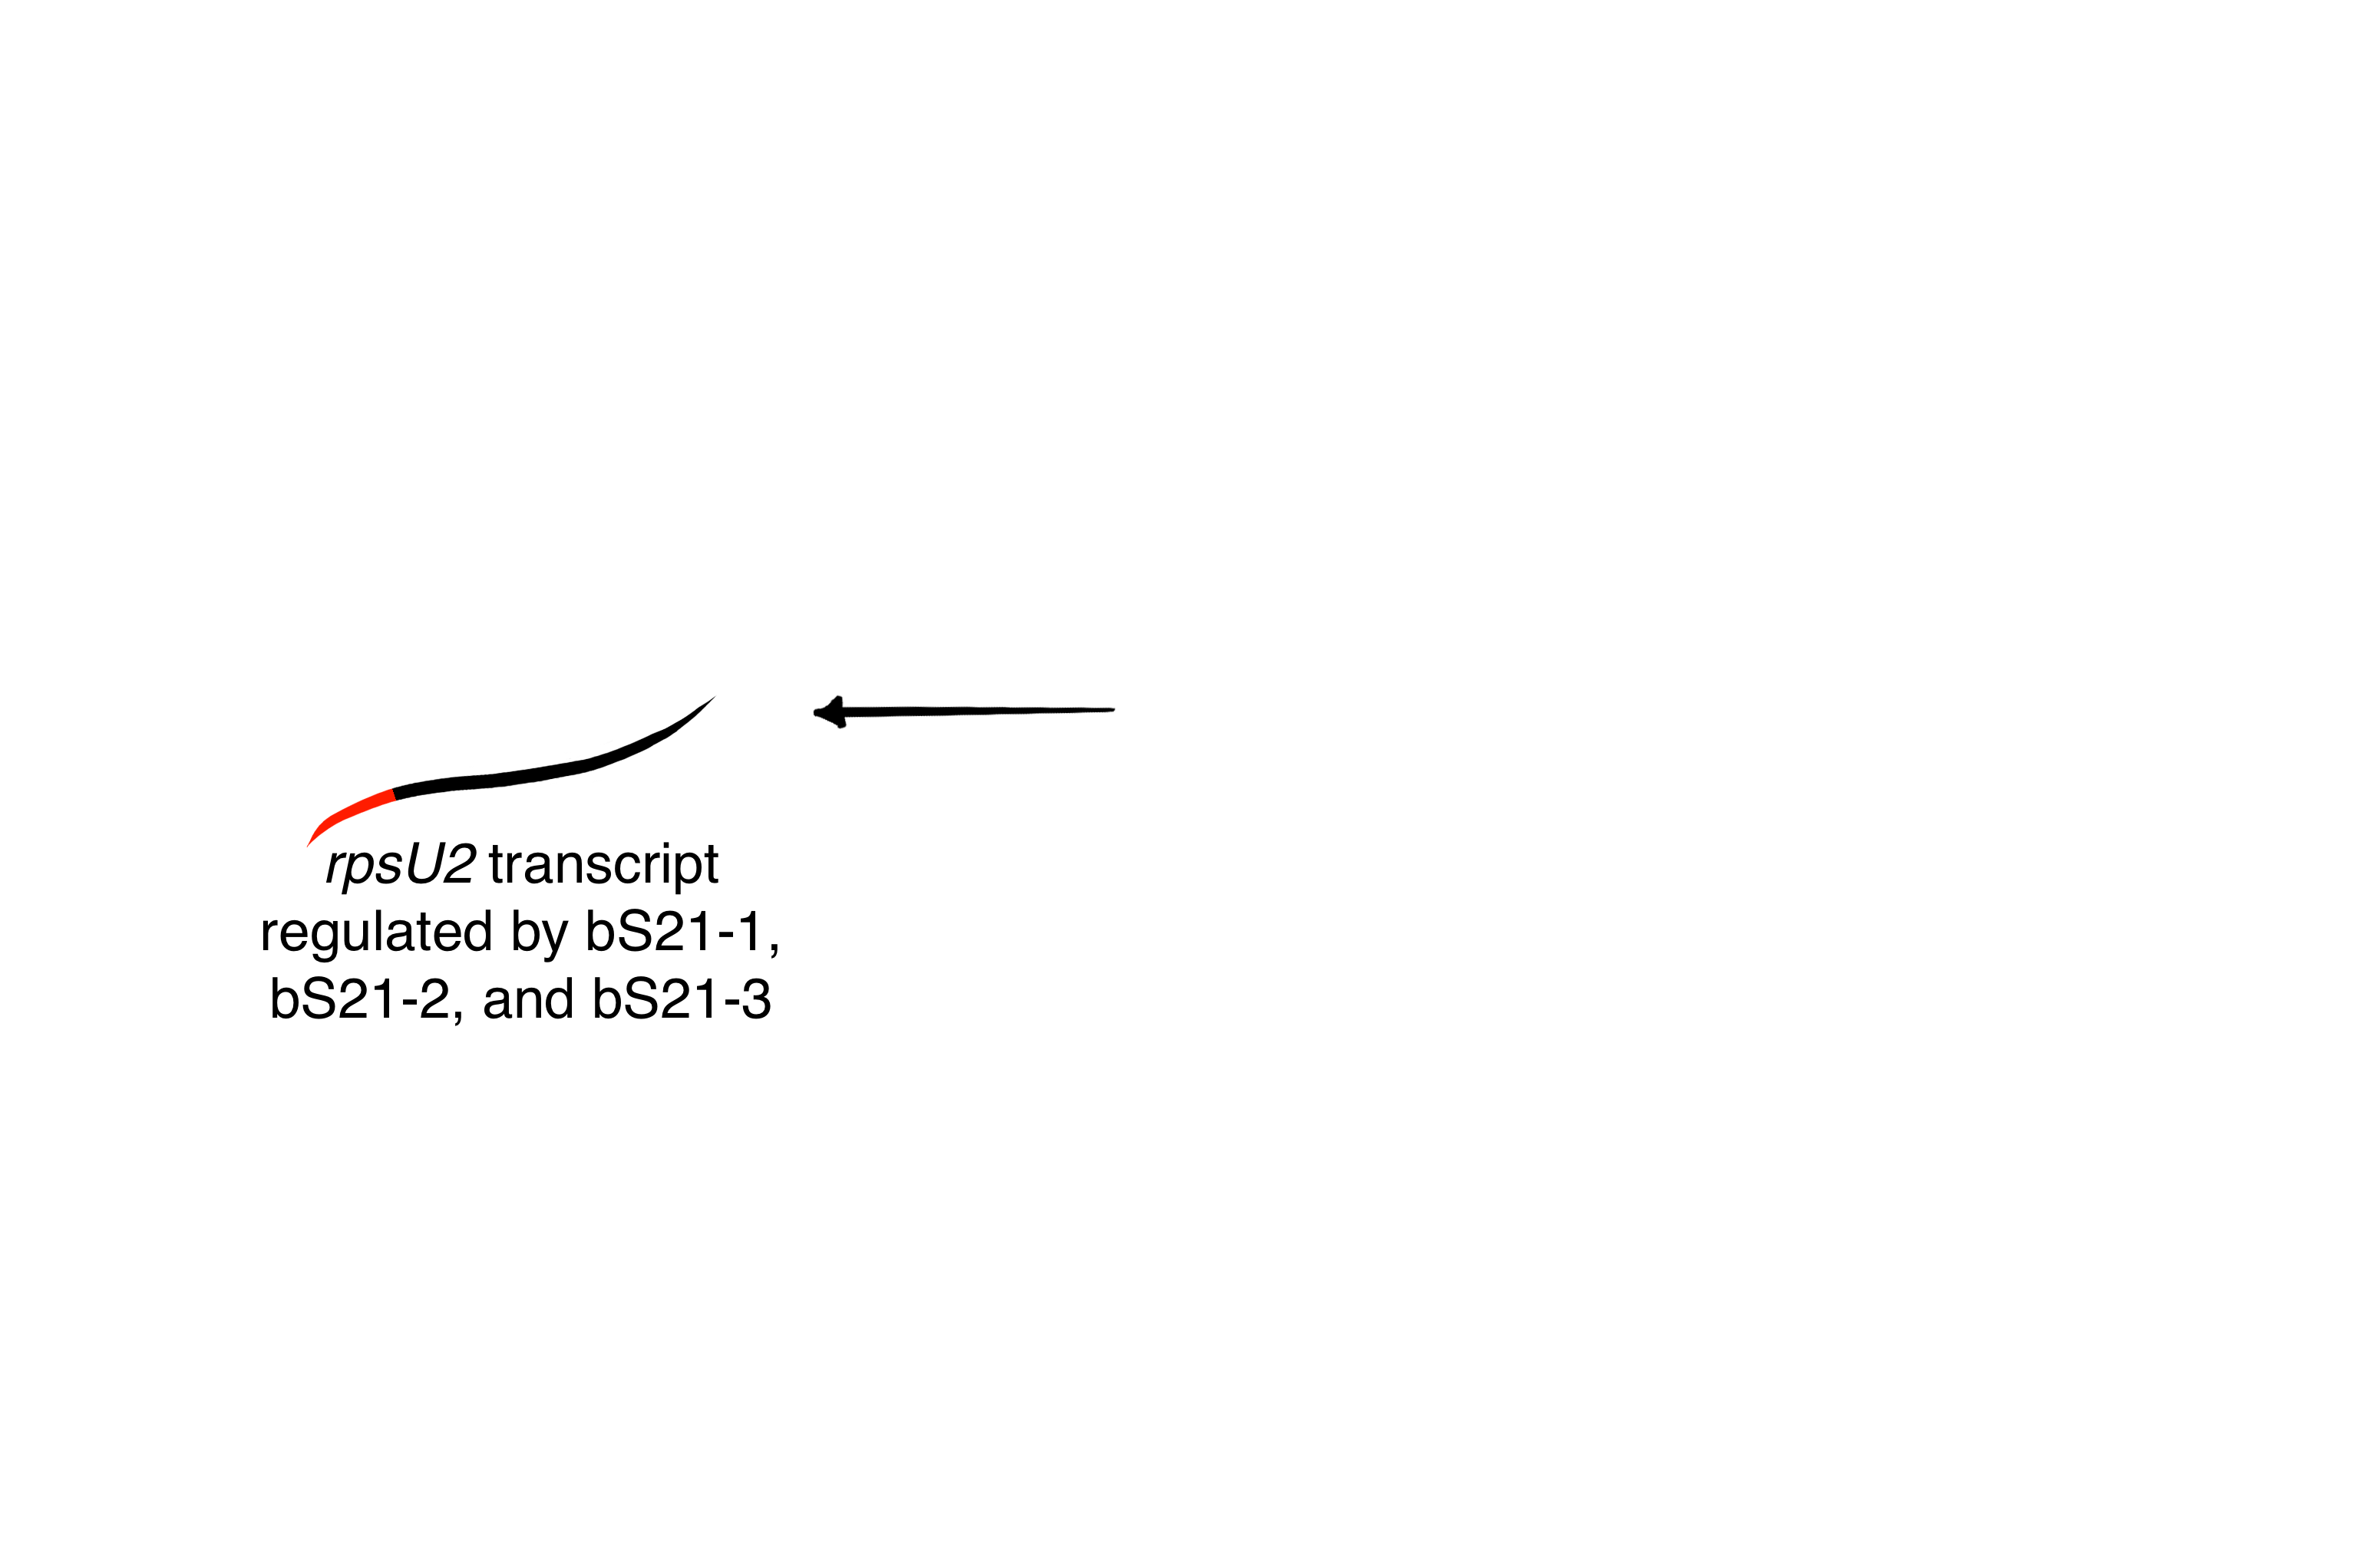 rpsU2 transcript
regulated by bS21-1,
bS21-2, and bS21-3